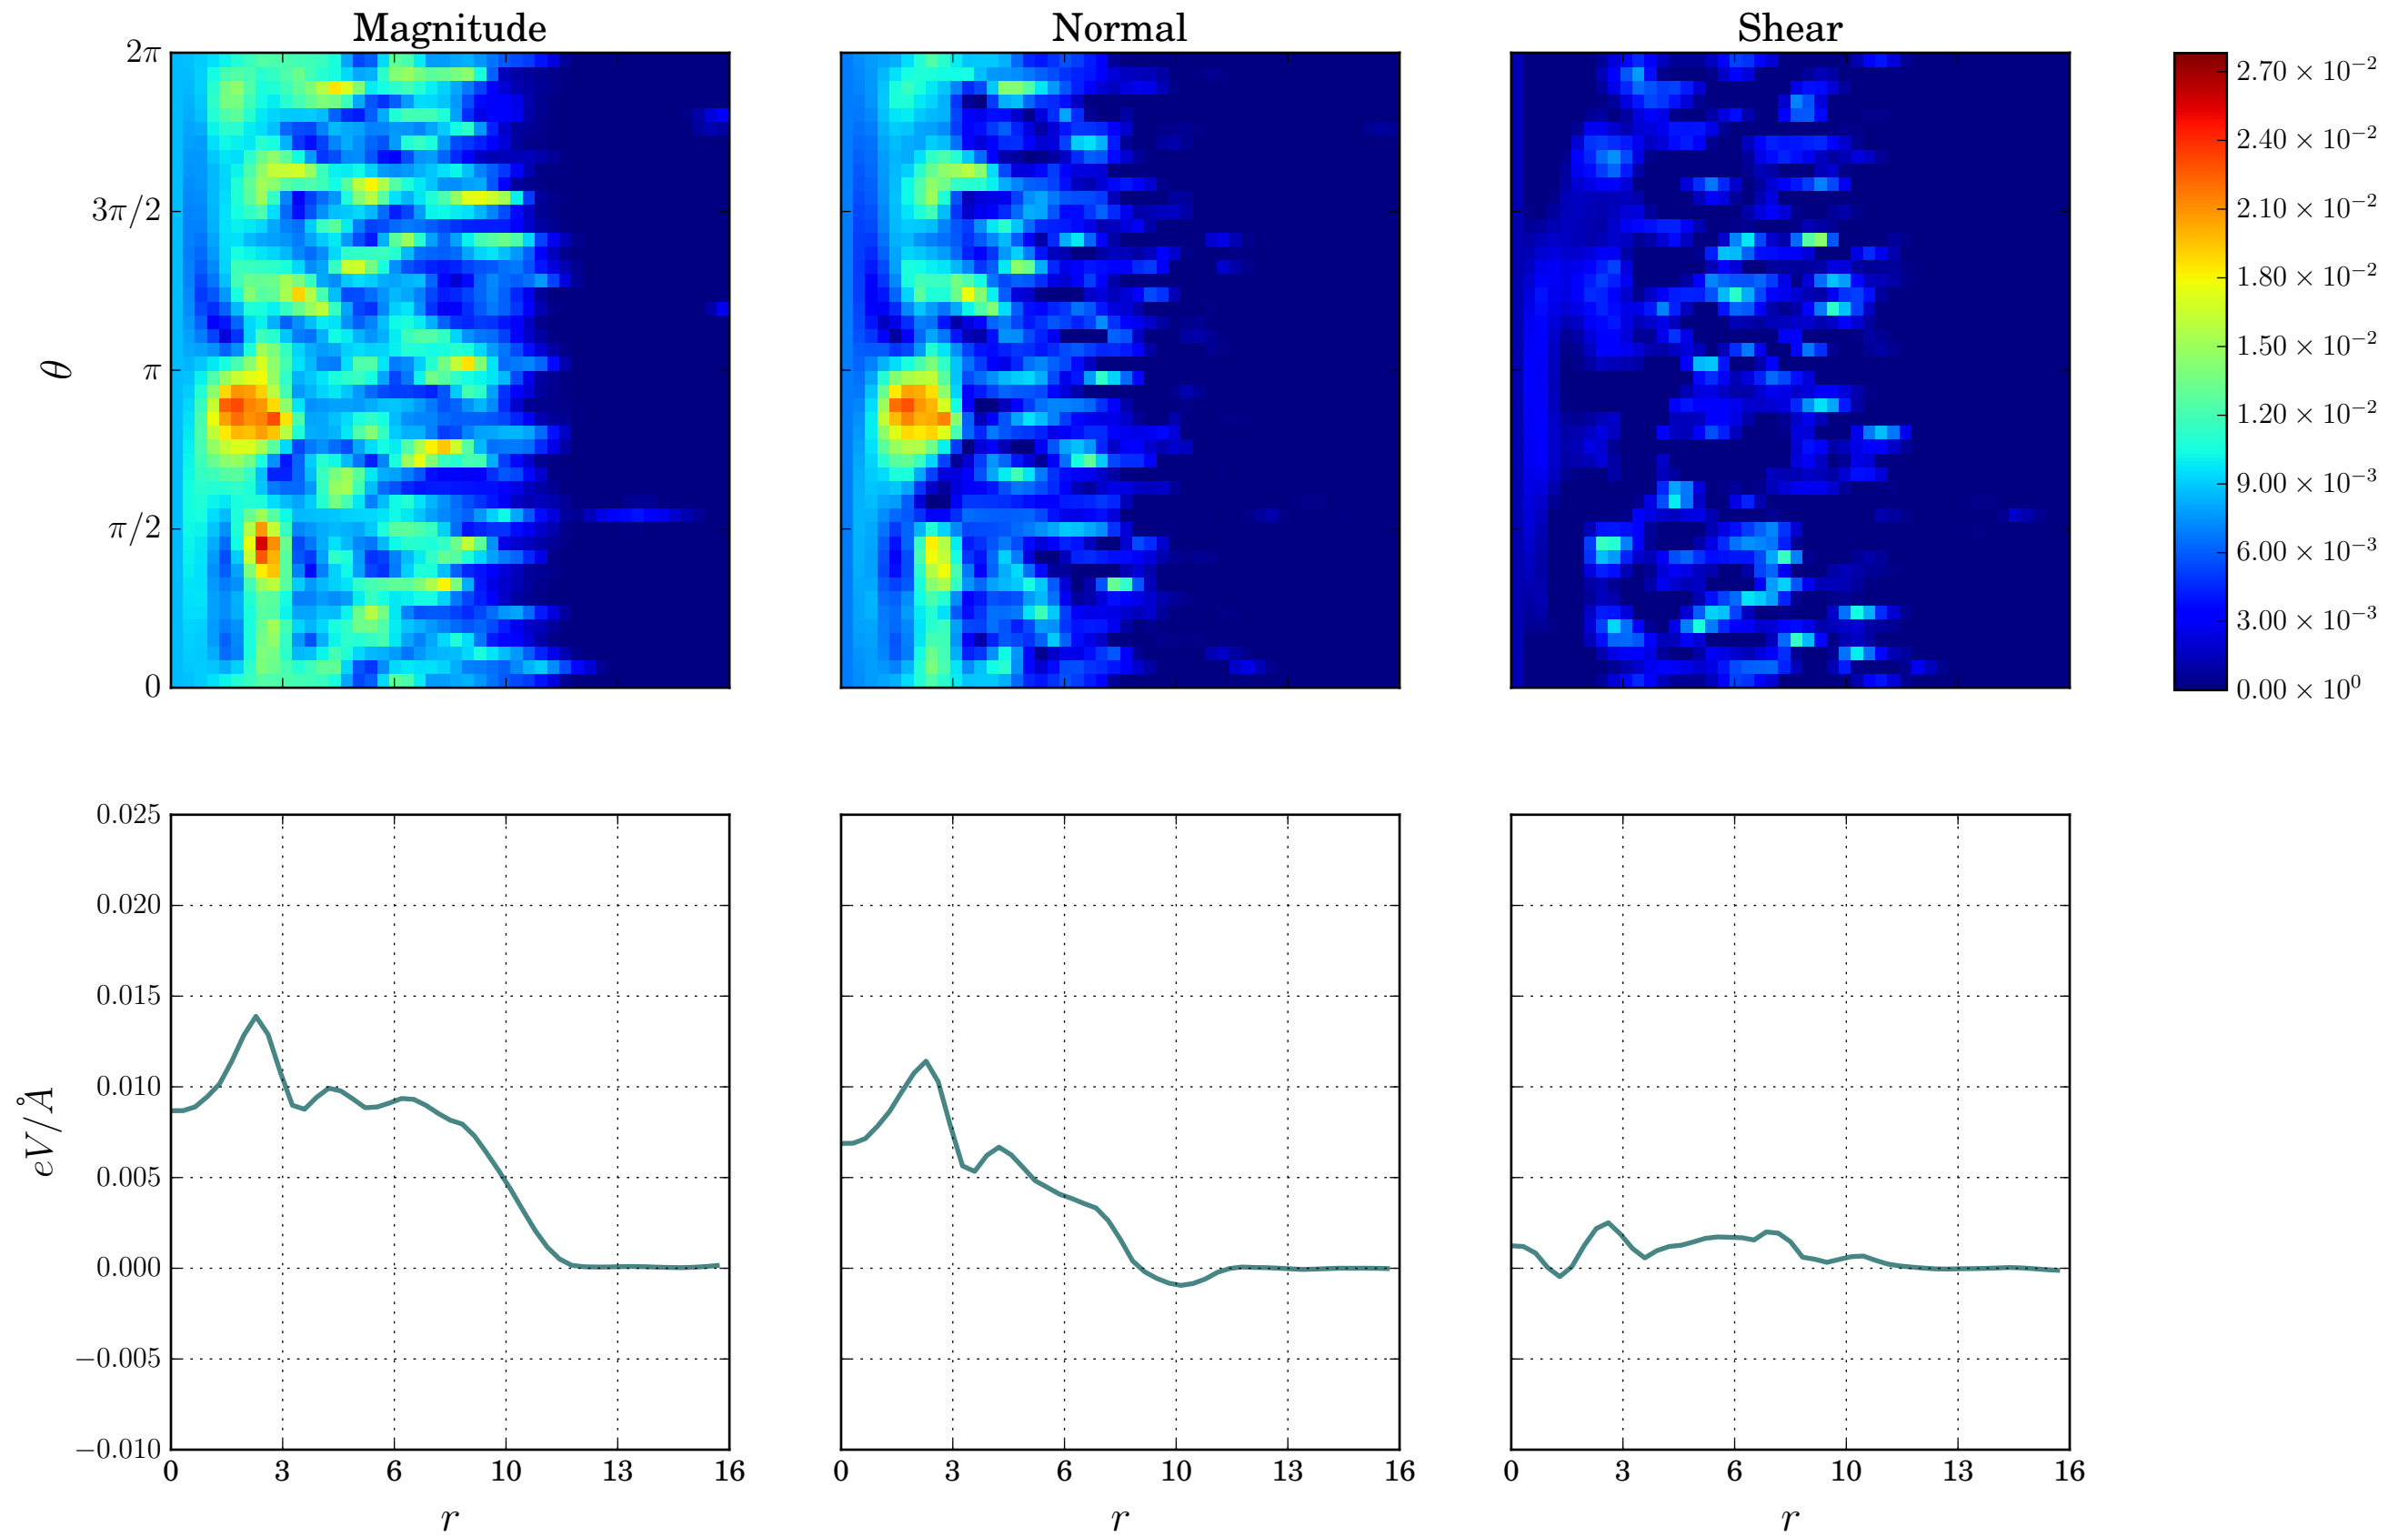 Magnitude
Normal
Shear
2π
3π/2
π
π/2
0
θ
2.70 × 10⁻²
2.40 × 10⁻²
2.10 × 10⁻²
1.80 × 10⁻²
1.50 × 10⁻²
1.20 × 10⁻²
9.00 × 10⁻³
6.00 × 10⁻³
3.00 × 10⁻³
0.00 × 10⁰
0.025
0.020
0.015
0.010
0.005
0.000
−0.005
−0.010
eV/Å
0 3 6 10 13 16
0 3 6 10 13 16
0 3 6 10 13 16
r
r
r